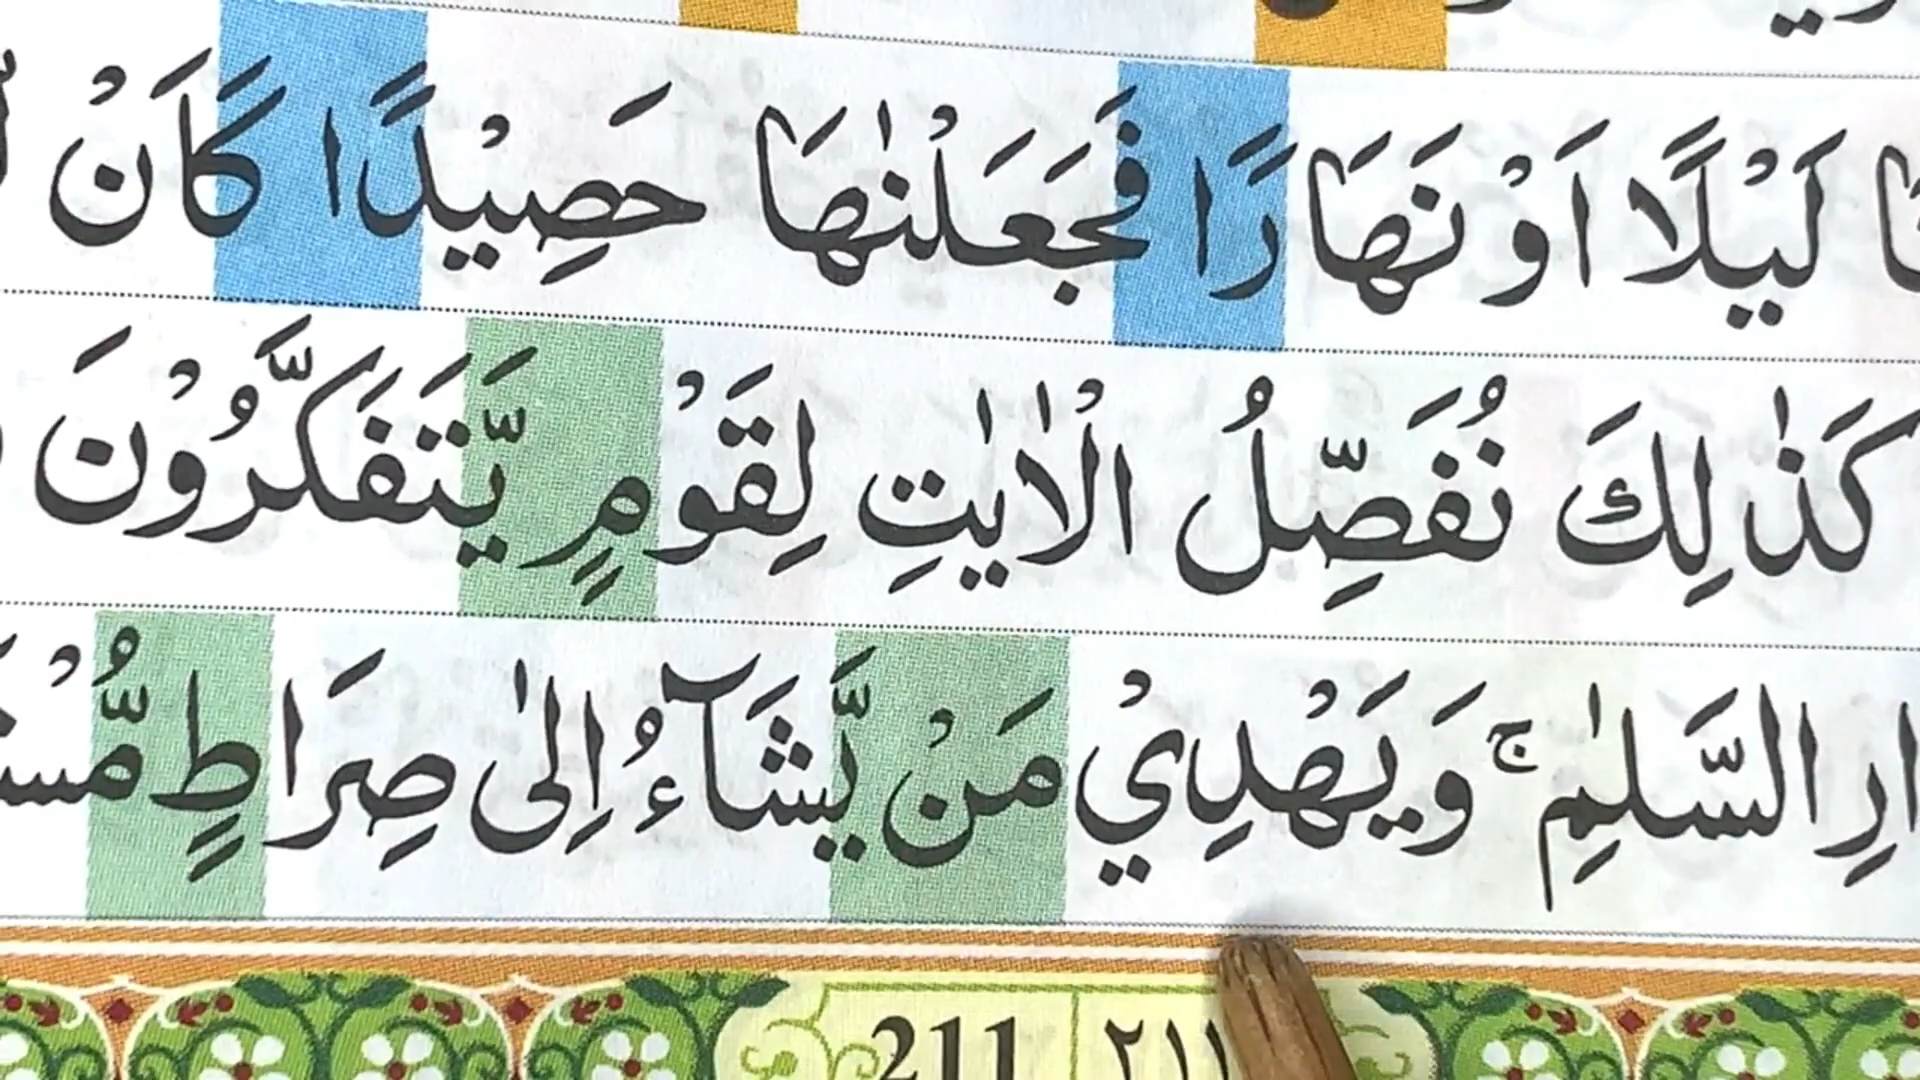 لَيْلًا اَوْ نَهَارًا فَجَعَلْنٰهَا حَصِيْدًا كَاَنْ
كَذٰلِكَ نُفَصِّلُ الْاٰيٰتِ لِقَوْمٍ يَّتَفَكَّرُوْنَ
السَّلٰمِ ۚ وَيَهْدِيْ مَنْ يَّشَآءُ اِلٰى صِرَاطٍ
211 ٢١١